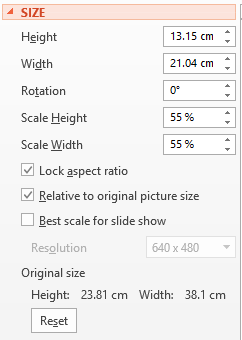 SIZE
Height 13.15 cm
Width 21.04 cm
Rotation 0°
Scale Height 55 %
Scale Width 55 %
Lock aspect ratio
Relative to original picture size
Best scale for slide show
Resolution 640 x 480
Original size
Height: 23.81 cm Width: 38.1 cm
Reset